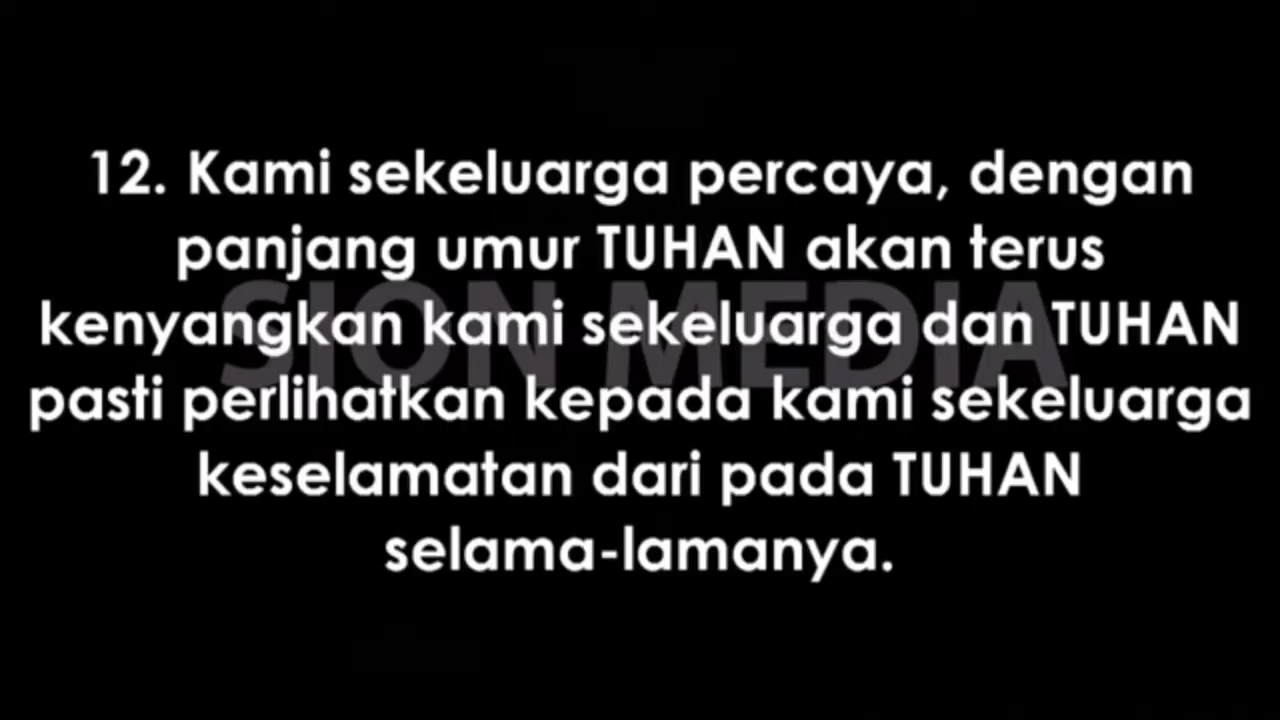 12. Kami sekeluarga percaya, dengan
panjang umur TUHAN akan terus
kenyangkan kami sekeluarga dan TUHAN
pasti perlihatkan kepada kami sekeluarga
keselamatan dari pada TUHAN
selama-lamanya.
SION MEDIA